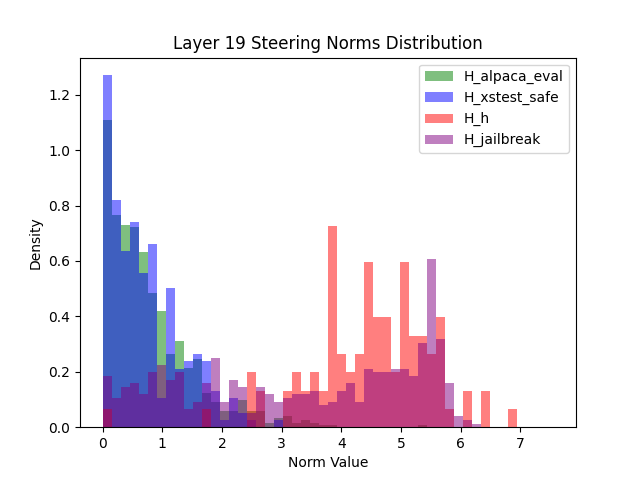 Layer 19 Steering Norms Distribution
H_alpaca_eval
H_xstest_safe
H_h
H_jailbreak
Density
1.2
1.0
0.8
0.6
0.4
0.2
0.0
0 1 2 3 4 5 6 7
Norm Value